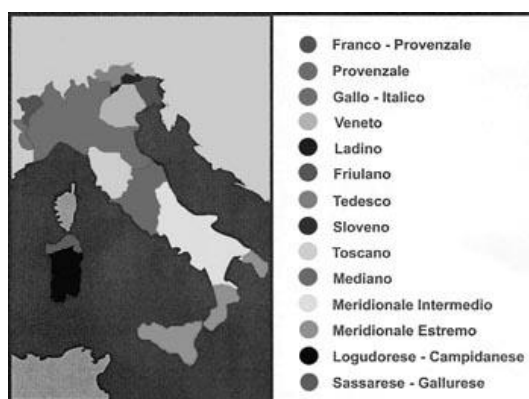 Franco - Provenzale
Provenzale
Gallo - Italico
Veneto
Ladino
Friulano
Tedesco
Sloveno
Toscano
Mediano
Meridionale Intermedio
Meridionale Estremo
Logudorese - Campidanese
Sassarese - Gallurese